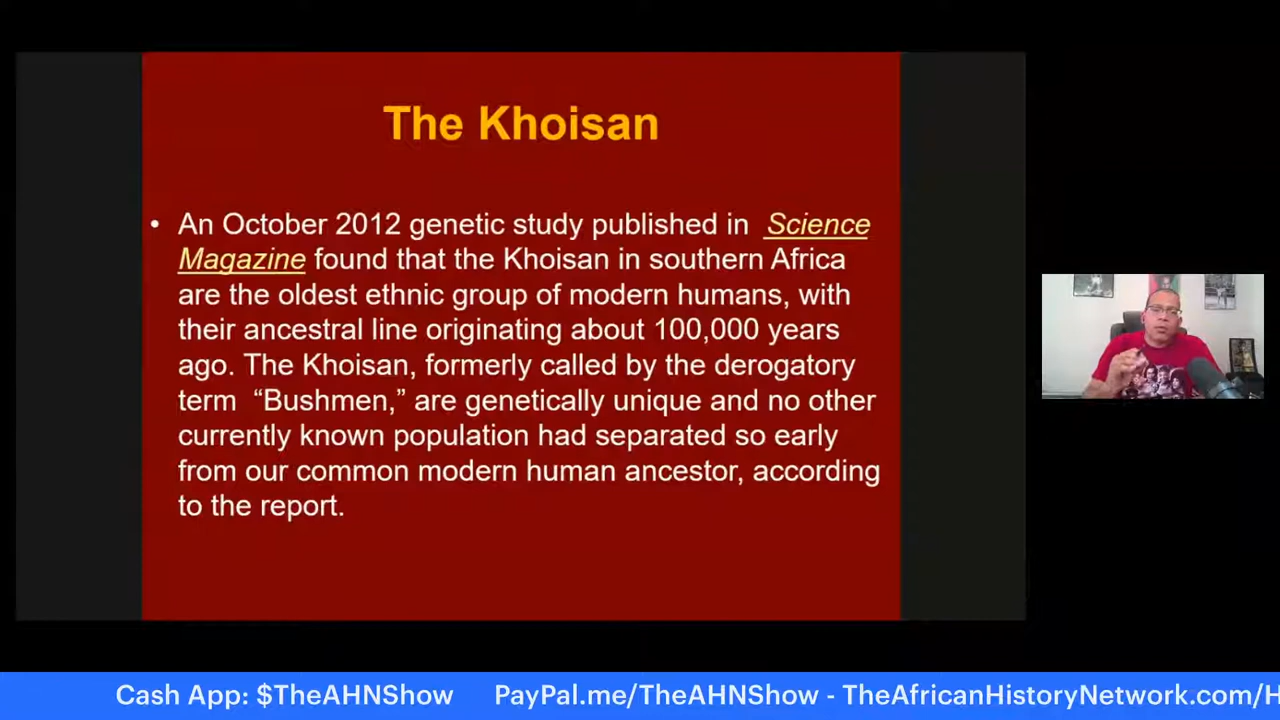 The Khoisan
• An October 2012 genetic study published in Science
Magazine found that the Khoisan in southern Africa
are the oldest ethnic group of modern humans, with
their ancestral line originating about 100,000 years
ago. The Khoisan, formerly called by the derogatory
term “Bushmen,” are genetically unique and no other
currently known population had separated so early
from our common modern human ancestor, according
to the report.
Cash App: $TheAHNShow PayPal.me/TheAHNShow - TheAfricanHistoryNetwork.com/H